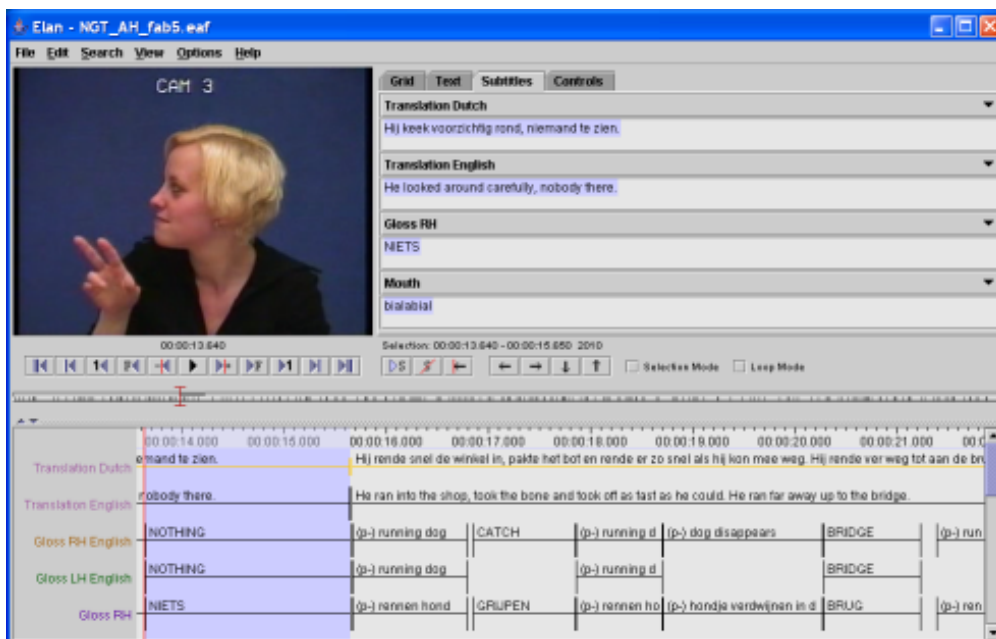 Elan - NGT_AH_fab5.eaf
File Edit Search View Options Help
CAM 3
Grid Text Subtitles Controls
Translation Dutch
Hij keek voorzichtig rond, niemand te zien.
Translation English
He looked around carefully, nobody there.
Gloss RH
NIETS
Mouth
bialabial
00:00:13.640
Selection: 00:00:13.640 - 00:00:15.650 2010
DS
Selection Mode Loop Mode
00:00:14.000 00:00:15.000 00:00:16.000 00:00:17.000 00:00:18.000 00:00:19.000 00:00:20.000 00:00:21.000
Translation Dutch emand te zien. Hij rende snel de winkel in, pakte het bot en rende er zo snel als hij kon mee weg. Hij rende ver weg tot aan de bru
Translation English nobody there. He ran into the shop, took the bone and took off as fast as he could. He ran far away up to the bridge.
Gloss RH English NOTHING (p-) running dog CATCH (p-) running d (p-) dog disappears BRIDGE (p-) run
Gloss LH English NOTHING (p-) running dog (p-) running d BRIDGE
Gloss RH NIETS (p-) rennen hond GRIJPEN (p-) rennen ho (p-) hondje verdwijnen in d BRUG (p-) ren